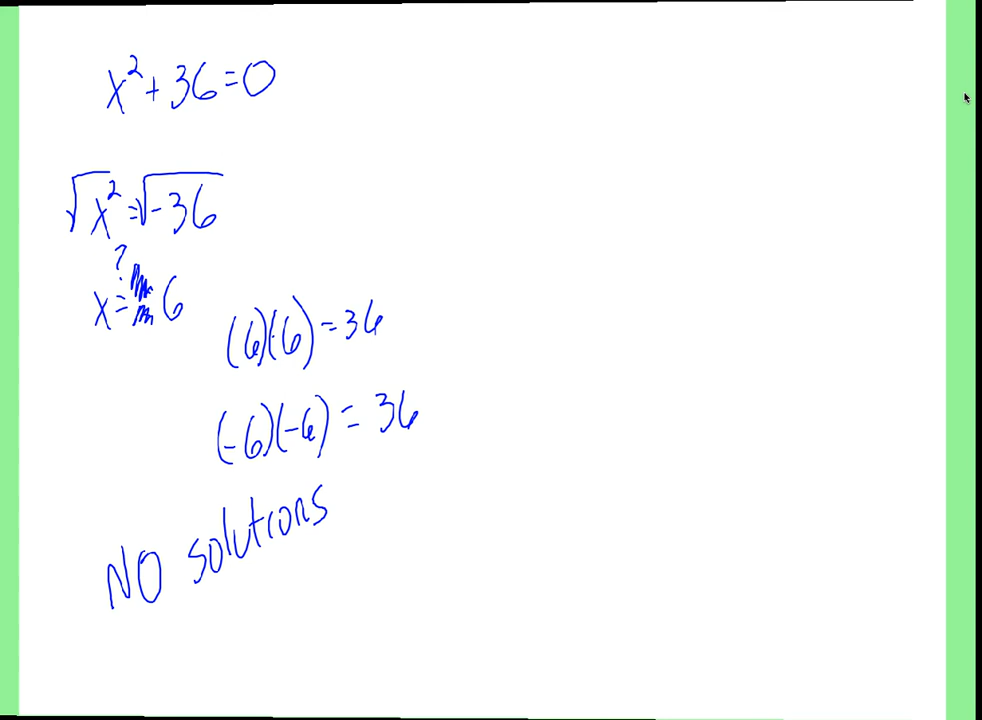 x²+36=0
√x²=√-36
?
x=6
(6)(6)=36
(-6)(-6)=36
NO solutions